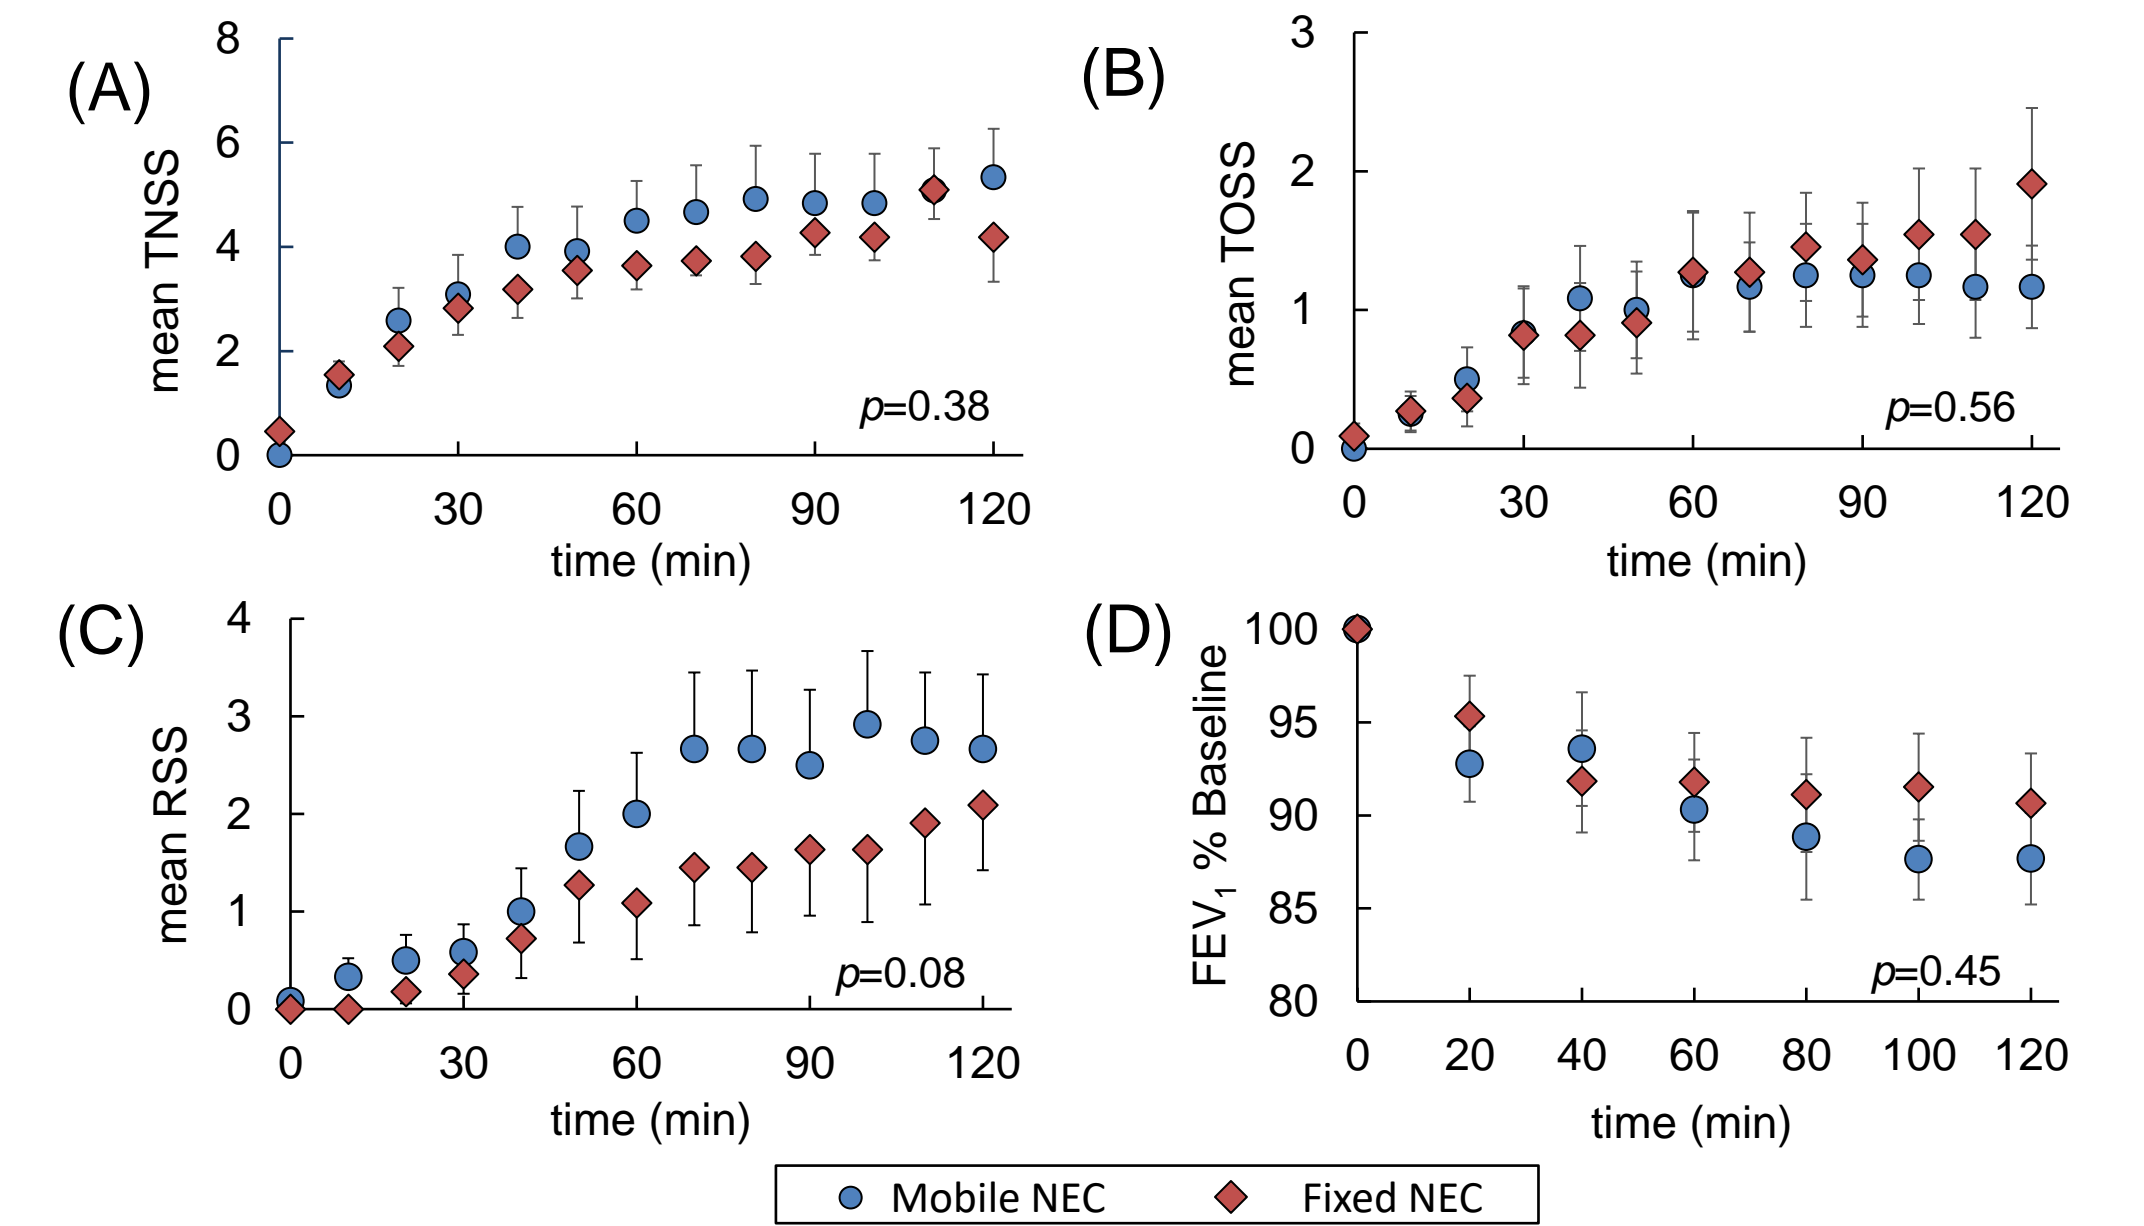 (A)
mean TNSS
8
6
4
2
0
p=0.38
0 30 60 90 120
time (min)
(B)
mean TOSS
3
2
1
0
p=0.56
0 30 60 90 120
time (min)
(C)
mean RSS
4
3
2
1
0
p=0.08
0 30 60 90 120
time (min)
(D)
FEV₁ % Baseline
100
95
90
85
80
p=0.45
0 20 40 60 80 100 120
time (min)
Mobile NEC Fixed NEC